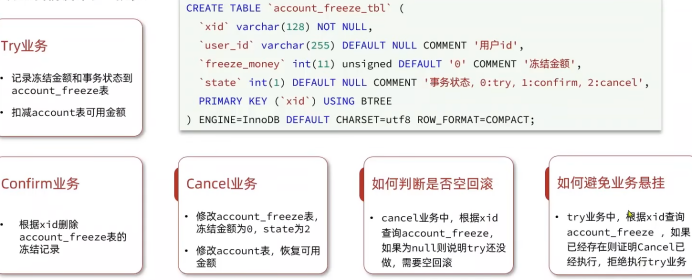 CREATE TABLE `account_freeze_tbl` (
`xid` varchar(128) NOT NULL,
`user_id` varchar(255) DEFAULT NULL COMMENT '用户id',
`freeze_money` int(11) unsigned DEFAULT '0' COMMENT '冻结金额',
`state` int(1) DEFAULT NULL COMMENT '事务状态，0:try，1:confirm，2:cancel',
PRIMARY KEY (`xid`) USING BTREE
) ENGINE=InnoDB DEFAULT CHARSET=utf8 ROW_FORMAT=COMPACT;
Try业务
• 记录冻结金额和事务状态到
account_freeze表
• 扣减account表可用金额
Confirm业务
• 根据xid删除
account_freeze表的
冻结记录
Cancel业务
• 修改account_freeze表，
冻结金额为0，state为2
• 修改account表，恢复可用
金额
如何判断是否空回滚
• cancel业务中，根据xid
查询account_freeze，
如果为null则说明try还没
做，需要空回滚
如何避免业务悬挂
• try业务中，根据xid查询
account_freeze ，如果
已经存在则证明Cancel已
经执行，拒绝执行try业务